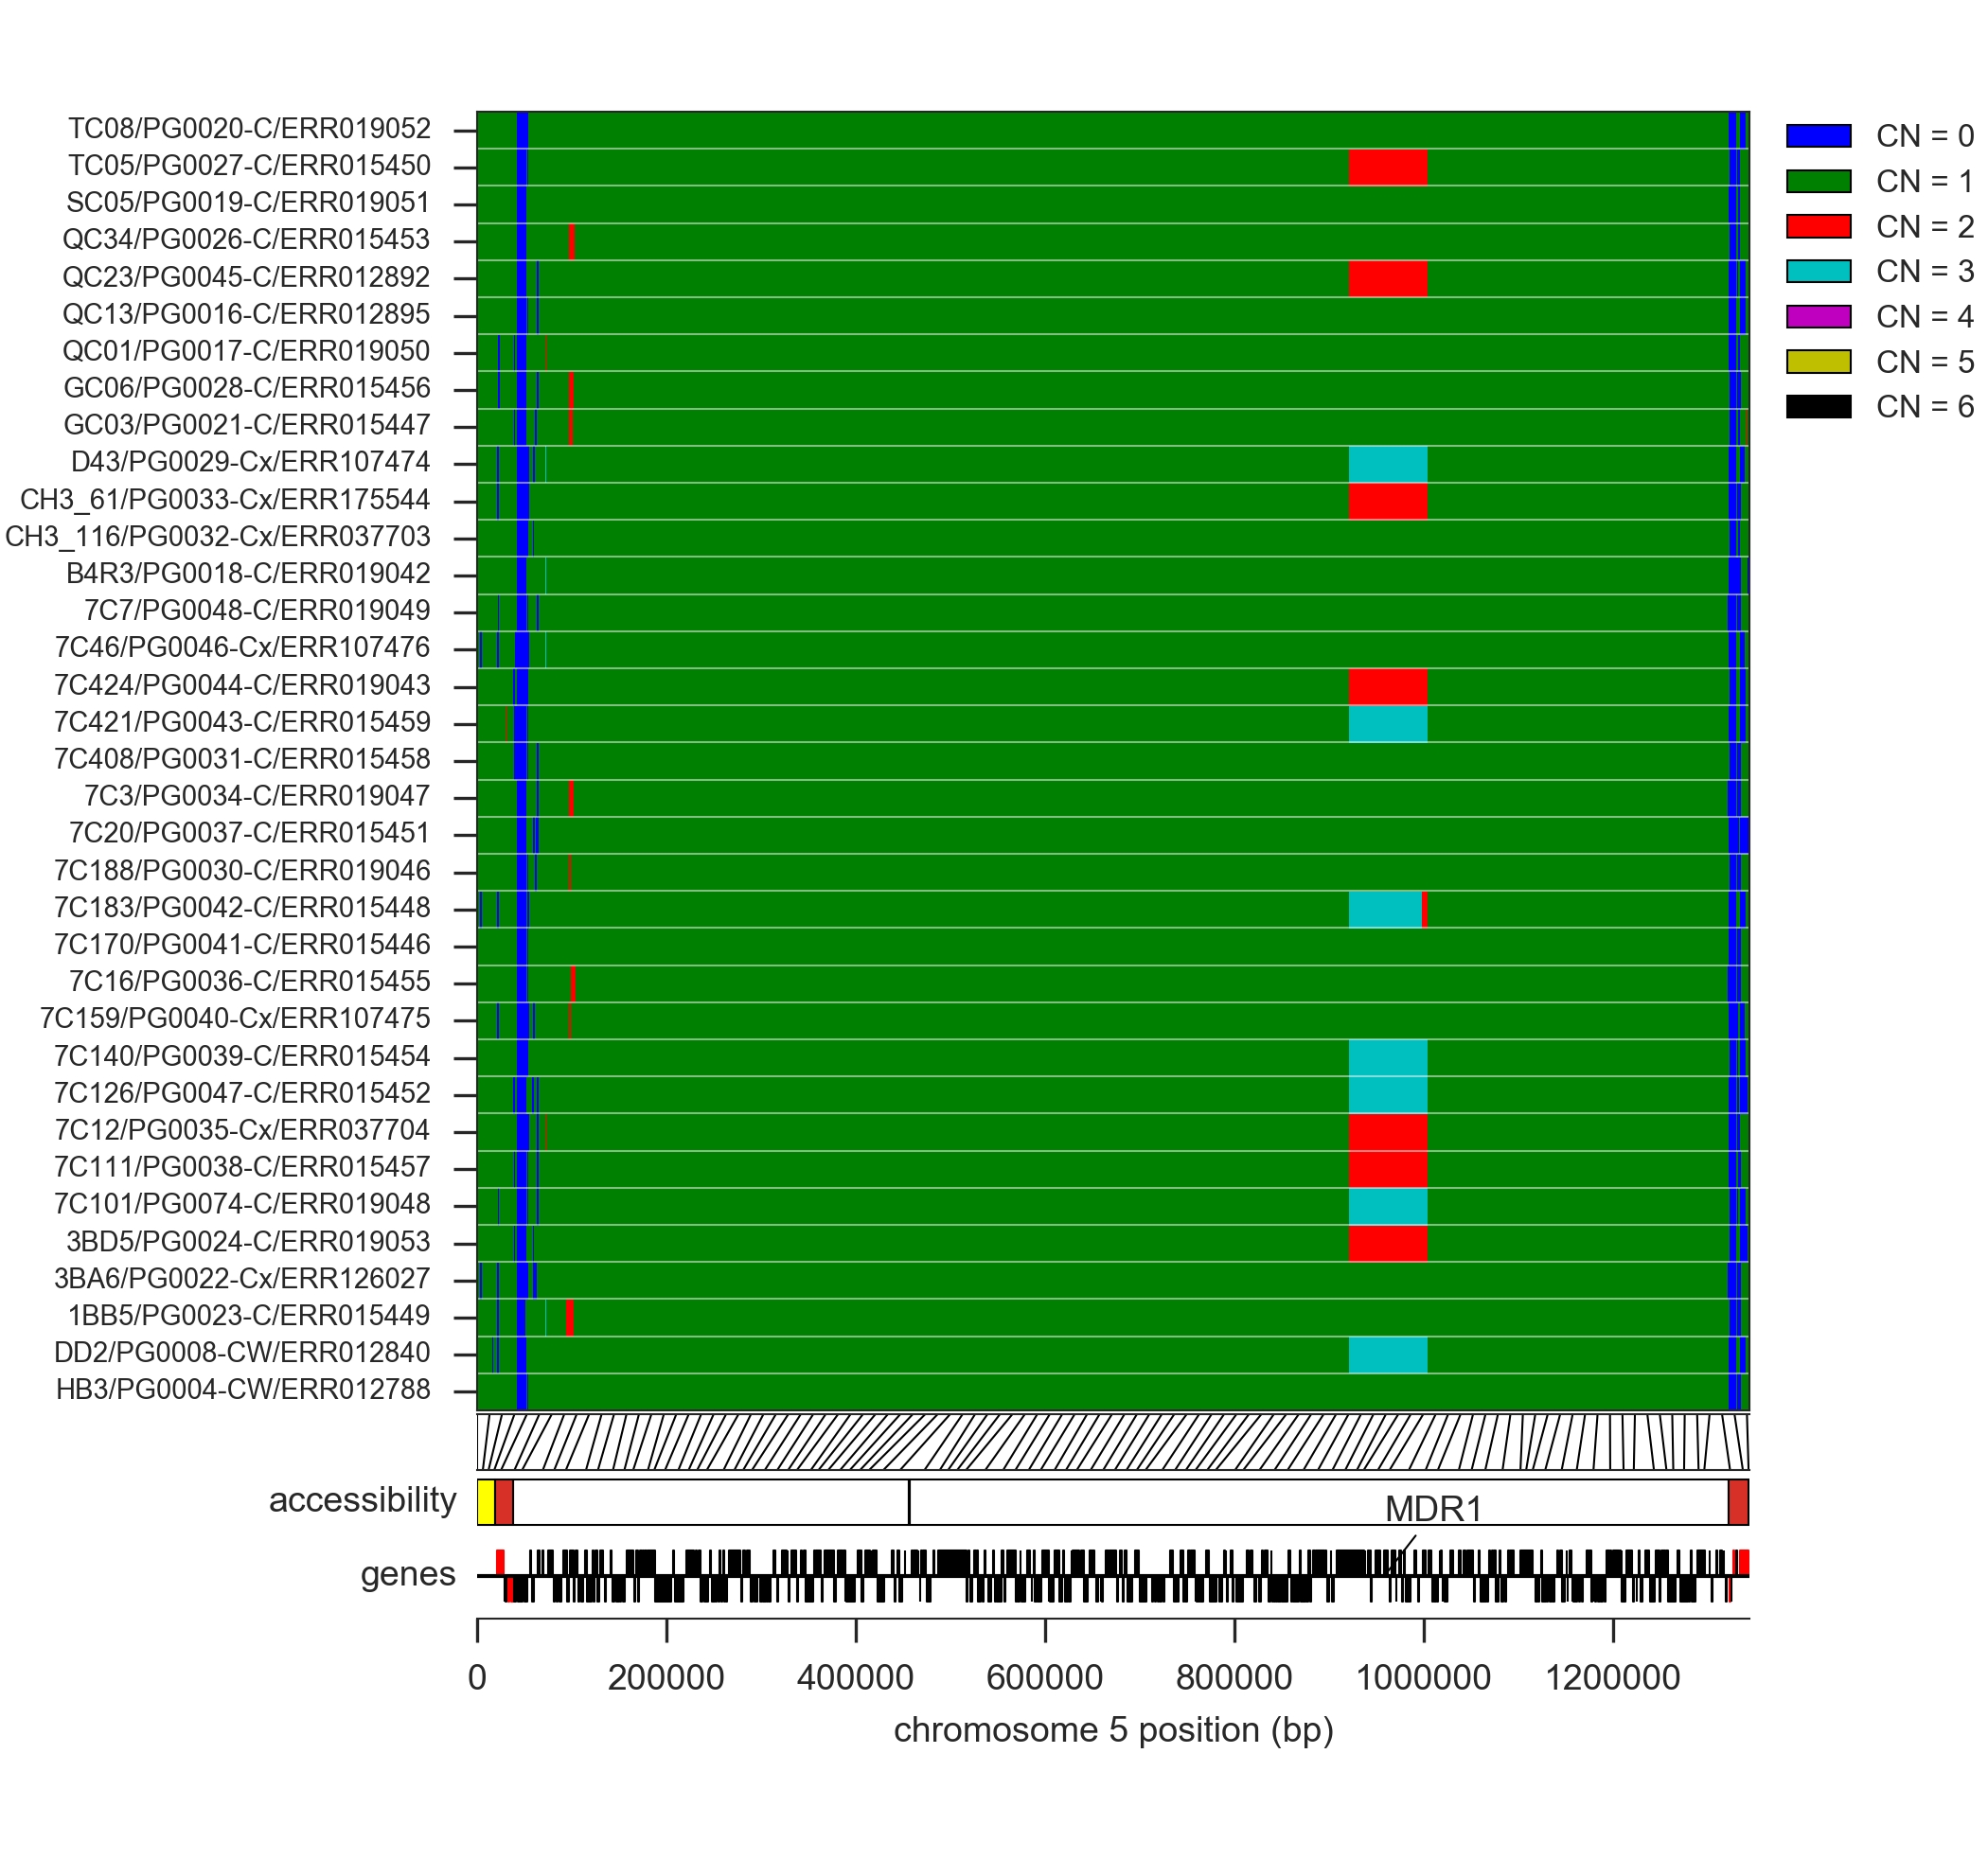 TC08/PG0020-C/ERR019052
TC05/PG0027-C/ERR015450
SC05/PG0019-C/ERR019051
QC34/PG0026-C/ERR015453
QC23/PG0045-C/ERR012892
QC13/PG0016-C/ERR012895
QC01/PG0017-C/ERR019050
GC06/PG0028-C/ERR015456
GC03/PG0021-C/ERR015447
D43/PG0029-Cx/ERR107474
CH3_61/PG0033-Cx/ERR175544
CH3_116/PG0032-Cx/ERR037703
B4R3/PG0018-C/ERR019042
7C7/PG0048-C/ERR019049
7C46/PG0046-Cx/ERR107476
7C424/PG0044-C/ERR019043
7C421/PG0043-C/ERR015459
7C408/PG0031-C/ERR015458
7C3/PG0034-C/ERR019047
7C20/PG0037-C/ERR015451
7C188/PG0030-C/ERR019046
7C183/PG0042-C/ERR015448
7C170/PG0041-C/ERR015446
7C16/PG0036-C/ERR015455
7C159/PG0040-Cx/ERR107475
7C140/PG0039-C/ERR015454
7C126/PG0047-C/ERR015452
7C12/PG0035-Cx/ERR037704
7C111/PG0038-C/ERR015457
7C101/PG0074-C/ERR019048
3BD5/PG0024-C/ERR019053
3BA6/PG0022-Cx/ERR126027
1BB5/PG0023-C/ERR015449
DD2/PG0008-CW/ERR012840
HB3/PG0004-CW/ERR012788
CN = 0
CN = 1
CN = 2
CN = 3
CN = 4
CN = 5
CN = 6
accessibility
MDR1
genes
0 200000 400000 600000 800000 1000000 1200000
chromosome 5 position (bp)